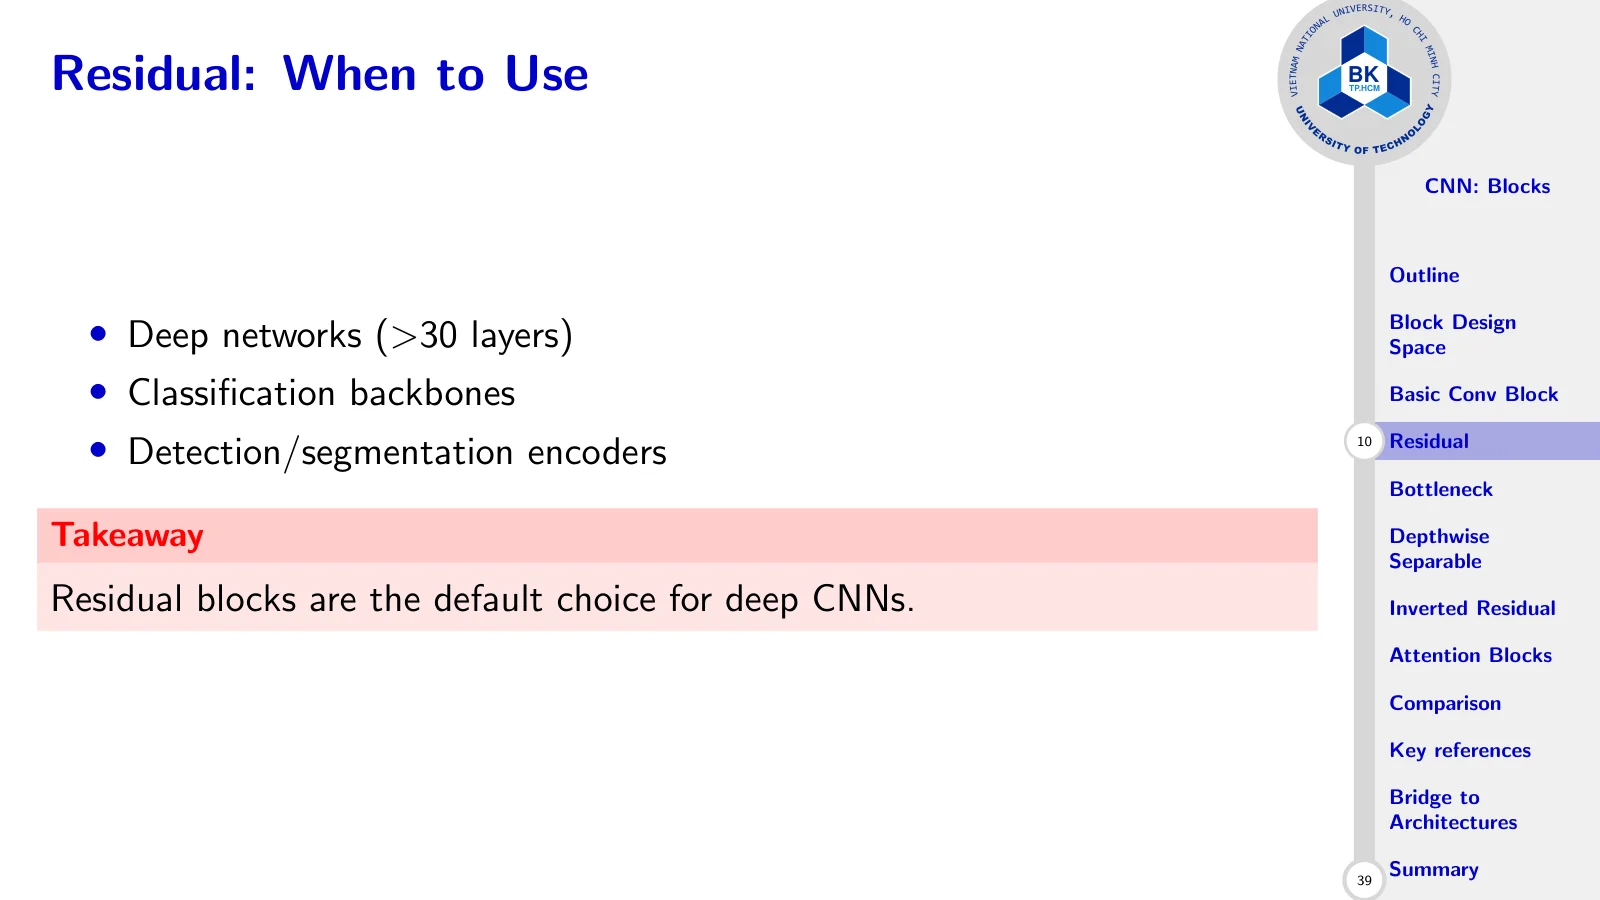 Residual: When to Use
• Deep networks (>30 layers)
• Classification backbones
• Detection/segmentation encoders
Takeaway
Residual blocks are the default choice for deep CNNs.
VIETNAM NATIONAL UNIVERSITY, HO CHI MINH CITY
BK
TP.HCM
UNIVERSITY OF TECHNOLOGY
CNN: Blocks
Outline
Block Design
Space
Basic Conv Block
10 Residual
Bottleneck
Depthwise
Separable
Inverted Residual
Attention Blocks
Comparison
Key references
Bridge to
Architectures
Summary
39